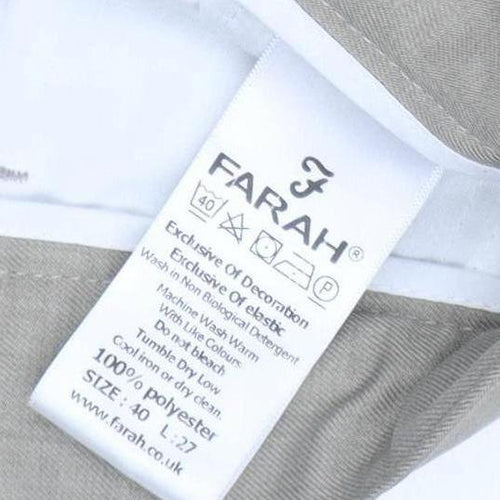 F
FARAH®
40 P
Exclusive Of Decoration
Exclusive Of elastic
Wash in Non Biological Detergent
Machine Wash Warm
With Like Colours
Do not bleach
Tumble Dry Low
Cool iron or dry clean.
100% polyester
SIZE : 40 L : 27
www.farah.co.uk